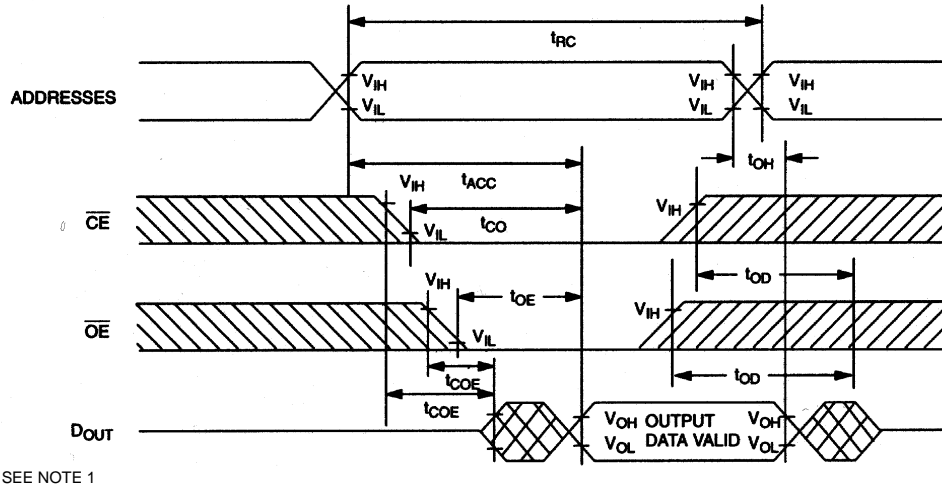 tRC
ADDRESSES
VIH
VIL
VIH
VIL
VIH
VIL
tOH
tACC
CE
VIH
VIL
tCO
VIH
tOD
OE
VIH
VIL
tOE
VIH
tOD
tCOE
tCOE
DOUT
VOH OUTPUT VOH
VOL DATA VALID VOL
SEE NOTE 1